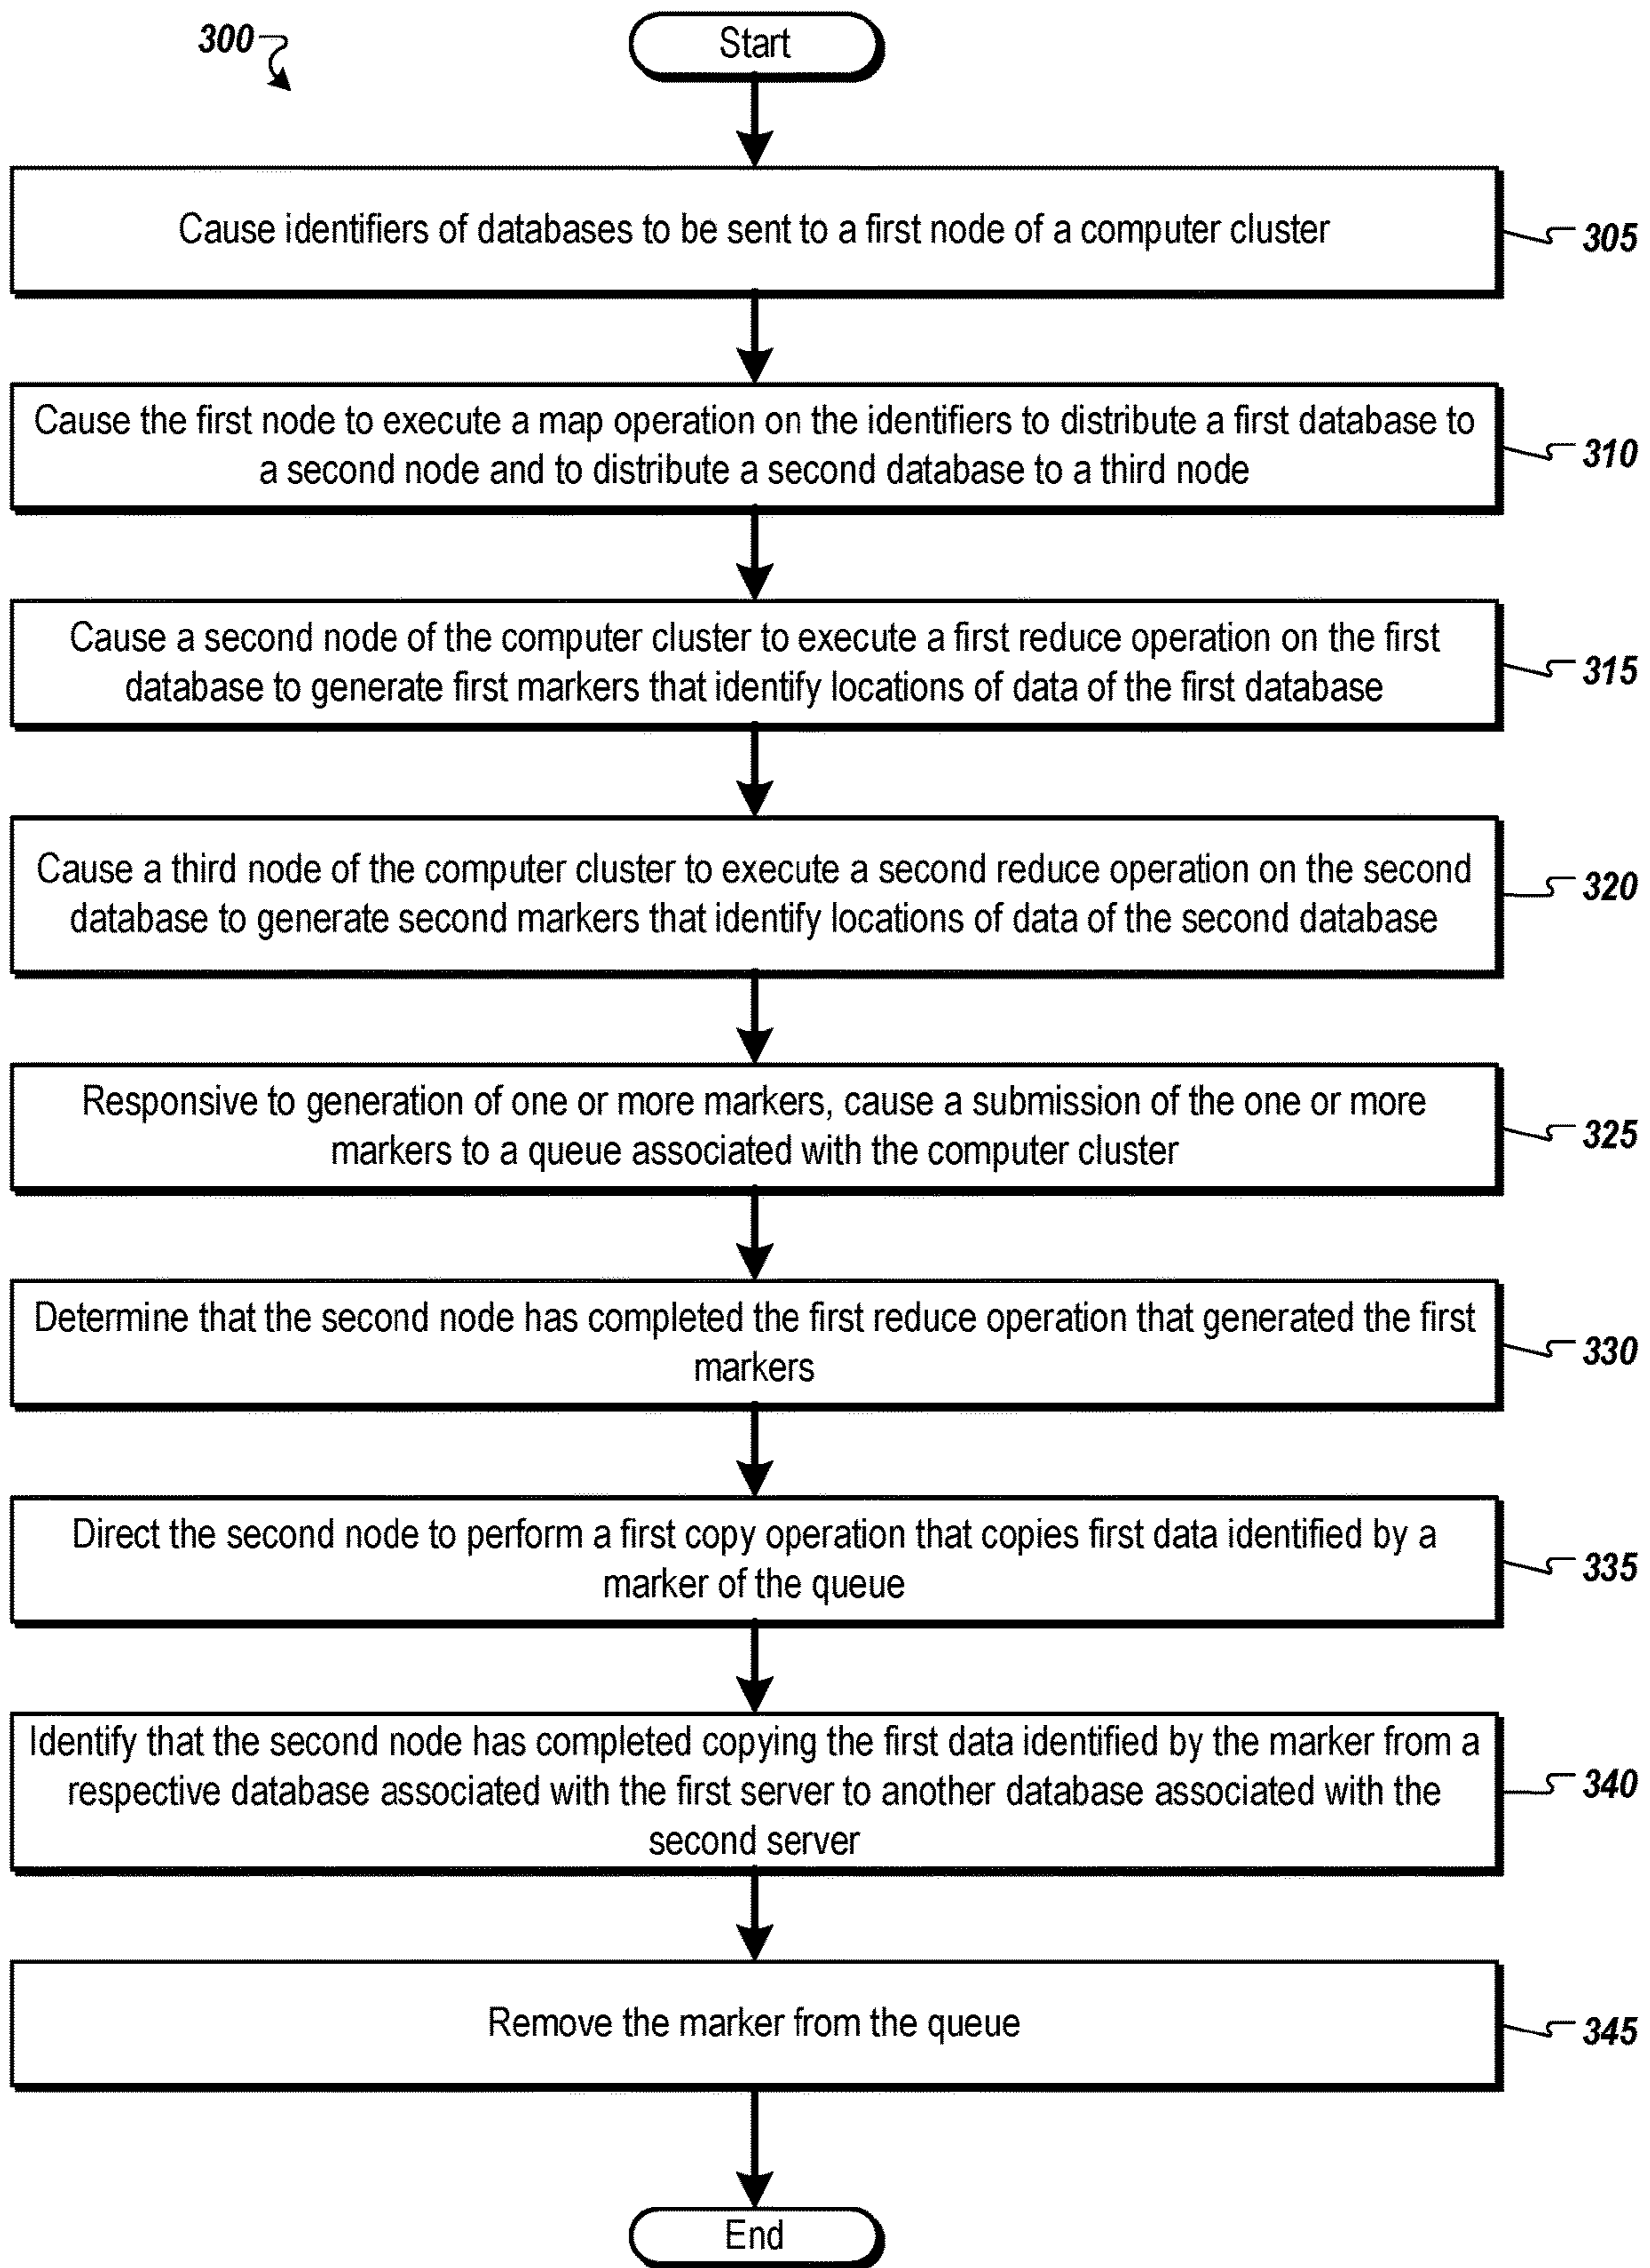 300
Start
Cause identifiers of databases to be sent to a first node of a computer cluster
305
Cause the first node to execute a map operation on the identifiers to distribute a first database to
a second node and to distribute a second database to a third node
310
Cause a second node of the computer cluster to execute a first reduce operation on the first
database to generate first markers that identify locations of data of the first database
315
Cause a third node of the computer cluster to execute a second reduce operation on the second
database to generate second markers that identify locations of data of the second database
320
Responsive to generation of one or more markers, cause a submission of the one or more
markers to a queue associated with the computer cluster
325
Determine that the second node has completed the first reduce operation that generated the first
markers
330
Direct the second node to perform a first copy operation that copies first data identified by a
marker of the queue
335
Identify that the second node has completed copying the first data identified by the marker from a
respective database associated with the first server to another database associated with the
second server
340
Remove the marker from the queue
345
End